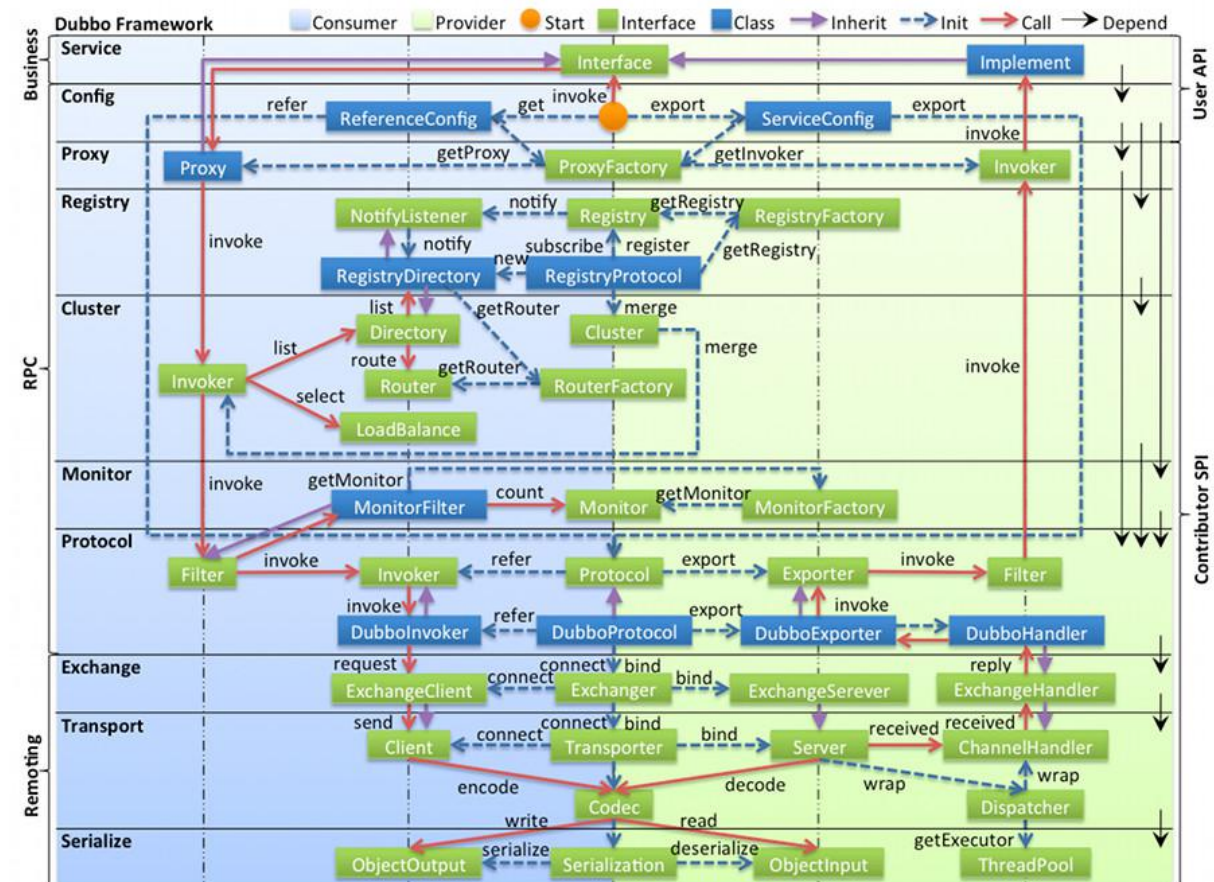 Dubbo Framework Consumer Provider Start Interface Class Inherit Init Call Depend
Business
Service
Interface
Implement
User API
Config
refer
ReferenceConfig
get
invoke
export
ServiceConfig
export
invoke
Proxy
Proxy
getProxy
ProxyFactory
getInvoker
Invoker
Registry
NotifyListener
notify
Registry
getRegistry
RegistryFactory
invoke
notify
subscribe
register
getRegistry
RegistryDirectory
new
RegistryProtocol
RPC
Cluster
list
getRouter
merge
Directory
Cluster
merge
list
route
getRouter
invoke
Invoker
Router
RouterFactory
select
LoadBalance
Monitor
invoke
getMonitor
MonitorFilter
count
Monitor
getMonitor
MonitorFactory
Contributor SPI
Protocol
Filter
invoke
Invoker
refer
Protocol
export
Exporter
invoke
Filter
invoke
refer
export
invoke
DubboInvoker
DubboProtocol
DubboExporter
DubboHandler
Remoting
Exchange
request
connect
bind
reply
ExchangeClient
connect
Exchanger
bind
ExchangeSerever
ExchangeHandler
Transport
send
connect
bind
received
received
Client
connect
Transporter
bind
Server
ChannelHandler
encode
decode
wrap
wrap
Codec
Dispatcher
write
read
getExecutor
Serialize
ObjectOutput
serialize
Serialization
deserialize
ObjectInput
ThreadPool